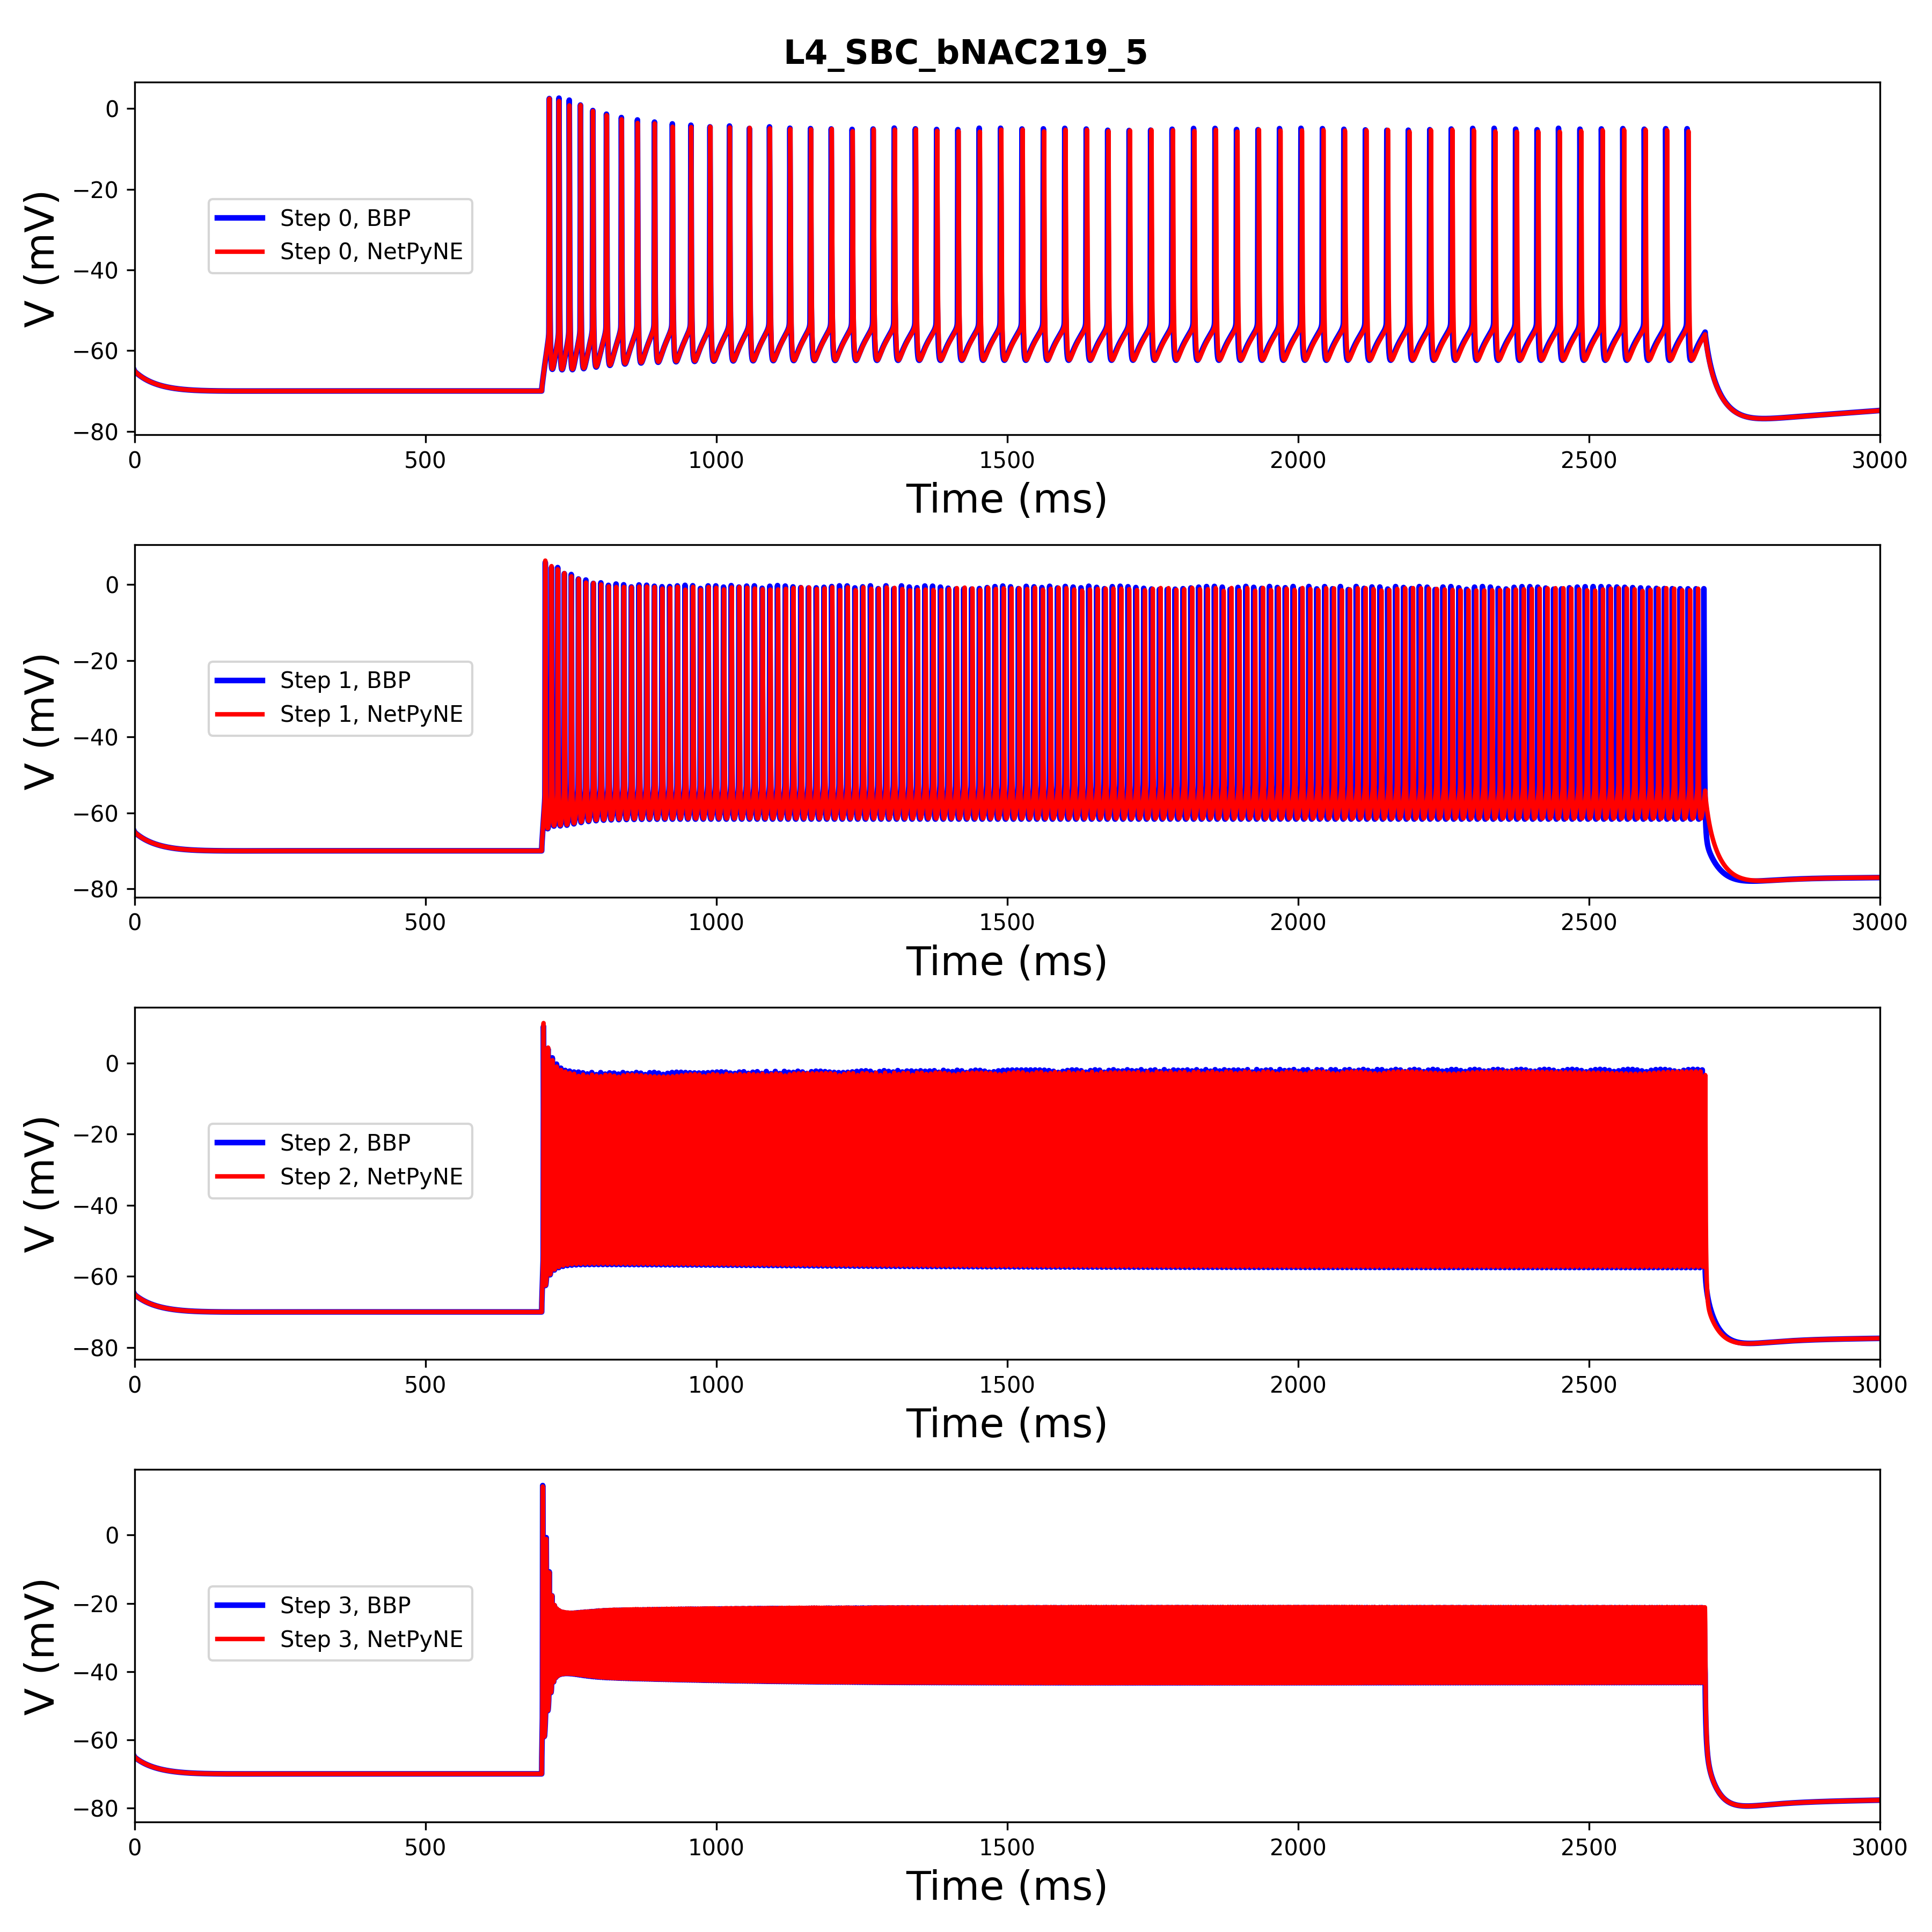 L4_SBC_bNAC219_5
0
−20
−40
−60
−80
V (mV)
Step 0, BBP
Step 0, NetPyNE
0 500 1000 1500 2000 2500 3000
Time (ms)
0
−20
−40
−60
−80
V (mV)
Step 1, BBP
Step 1, NetPyNE
0 500 1000 1500 2000 2500 3000
Time (ms)
0
−20
−40
−60
−80
V (mV)
Step 2, BBP
Step 2, NetPyNE
0 500 1000 1500 2000 2500 3000
Time (ms)
0
−20
−40
−60
−80
V (mV)
Step 3, BBP
Step 3, NetPyNE
0 500 1000 1500 2000 2500 3000
Time (ms)